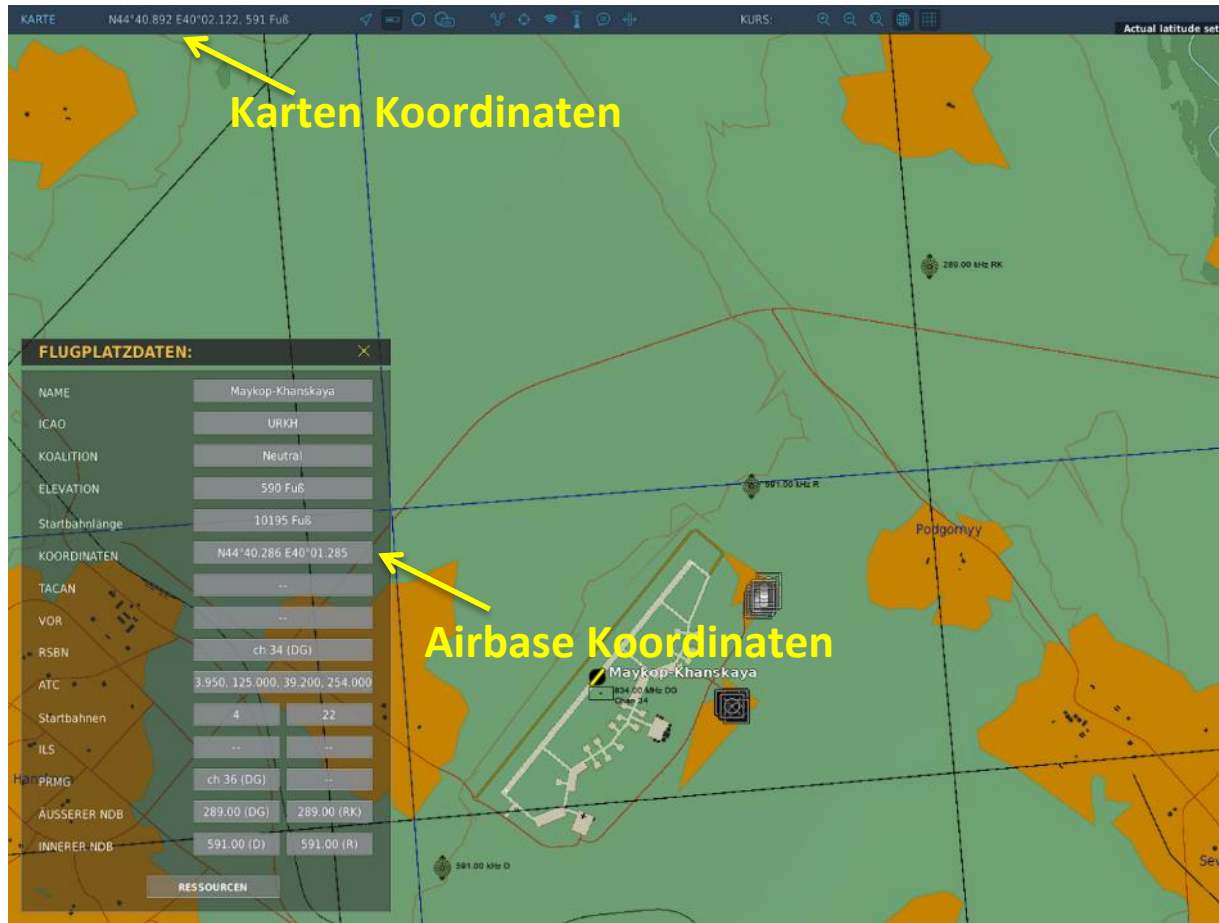 KARTE N44°40.892 E40°02.122, 591 Fuß KURS:
Actual latitude set
Karten Koordinaten
289.00 kHz RK
FLUGPLATZDATEN:
NAME Maykop-Khanskaya
ICAO URKH
KOALITION Neutral
ELEVATION 590 Fuß
Startbahnlänge 10195 Fuß
KOORDINATEN N44°40.286 E40°01.285
TACAN --
VOR --
RSBN ch 34 (DG)
ATC 3.950, 125.000, 39.200, 254.000
Startbahnen 4 22
ILS -- --
PRMG ch 36 (DG) --
ÄUSSERER NDB 289.00 (DG) 289.00 (RK)
INNERER NDB 591.00 (D) 591.00 (R)
RESSOURCEN
591.00 kHz R
Podgornyy
Airbase Koordinaten
Maykop-Khanskaya
834.00 MHz DG
Chan 34
591.00 kHz D